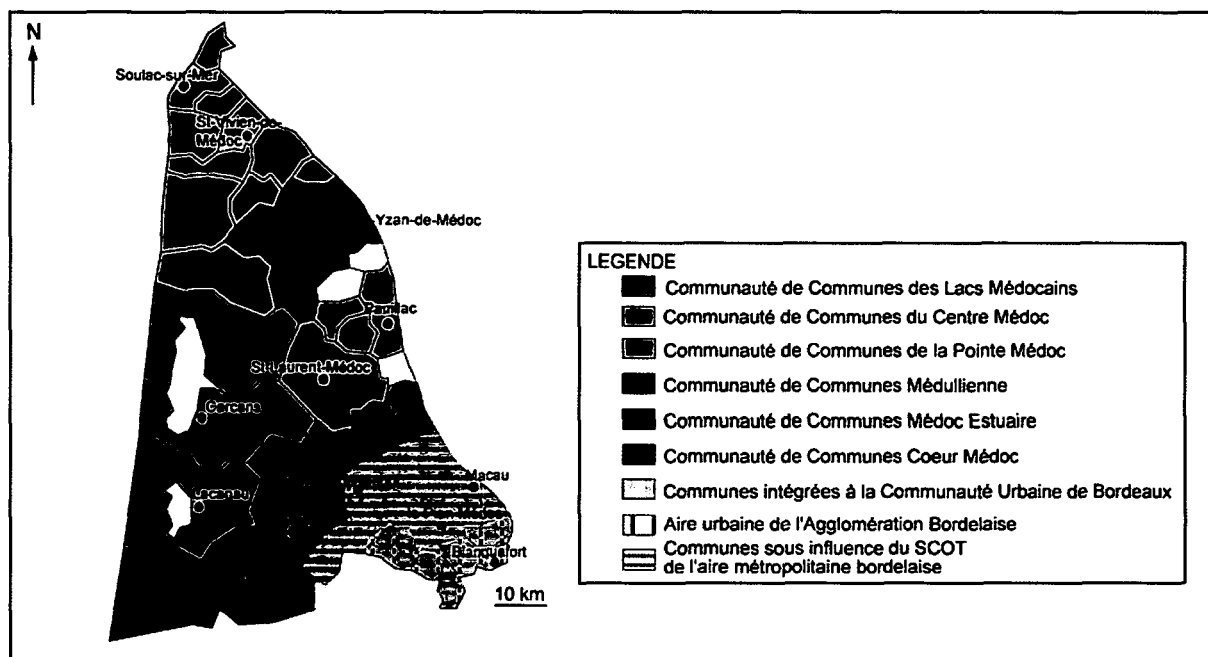 N
Soulac-sur-Mer
St-Vivien-de-
Médoc
-Yzan-de-Médoc
Pauillac
St-Laurent-Médoc
Carcans
Lacanau
Macau
Blanquefort
10 km
LEGENDE
Communauté de Communes des Lacs Médocains
Communauté de Communes du Centre Médoc
Communauté de Communes de la Pointe Médoc
Communauté de Communes Médullienne
Communauté de Communes Médoc Estuaire
Communauté de Communes Coeur Médoc
Communes intégrées à la Communauté Urbaine de Bordeaux
Aire urbaine de l'Agglomération Bordelaise
Communes sous influence du SCOT
de l'aire métropolitaine bordelaise